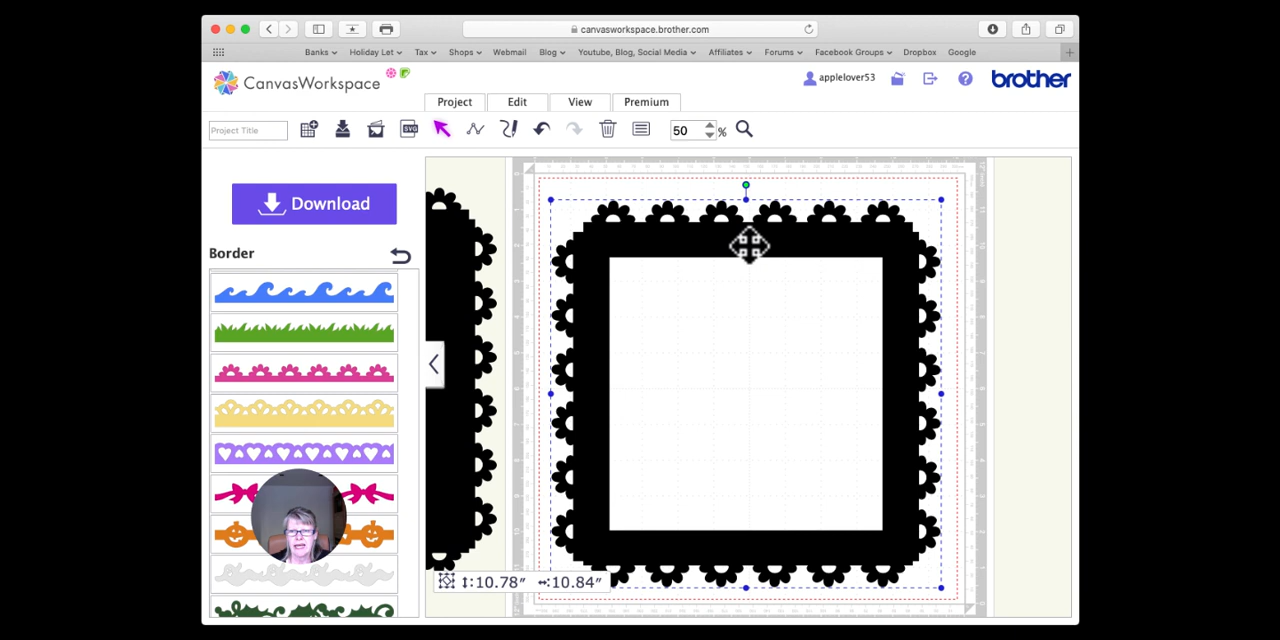 canvasworkspace.brother.com
Banks Holiday Let Tax Shops Webmail Blog Youtube, Blog, Social Media Affiliates Forums Facebook Groups Dropbox Google
CanvasWorkspace
applelover53
brother
Project Edit View Premium
Project Title
SVG
50 %
Download
Border
10.78" 10.84"